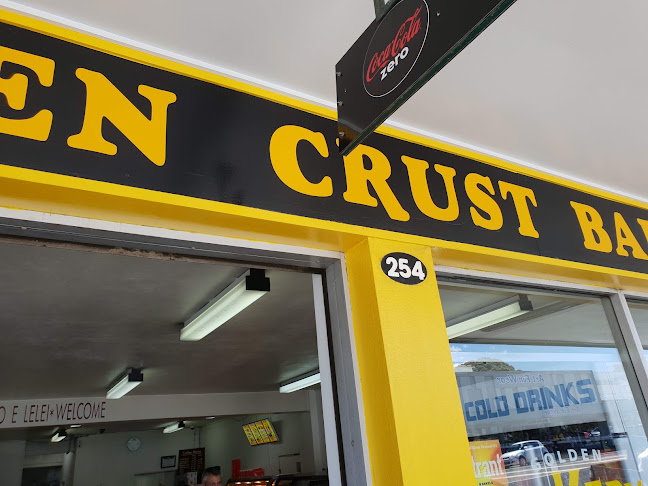 Coca-Cola
zero
EN CRUST BA
254
O E LELEI * WELCOME
COLD DRINKS
GOLDEN